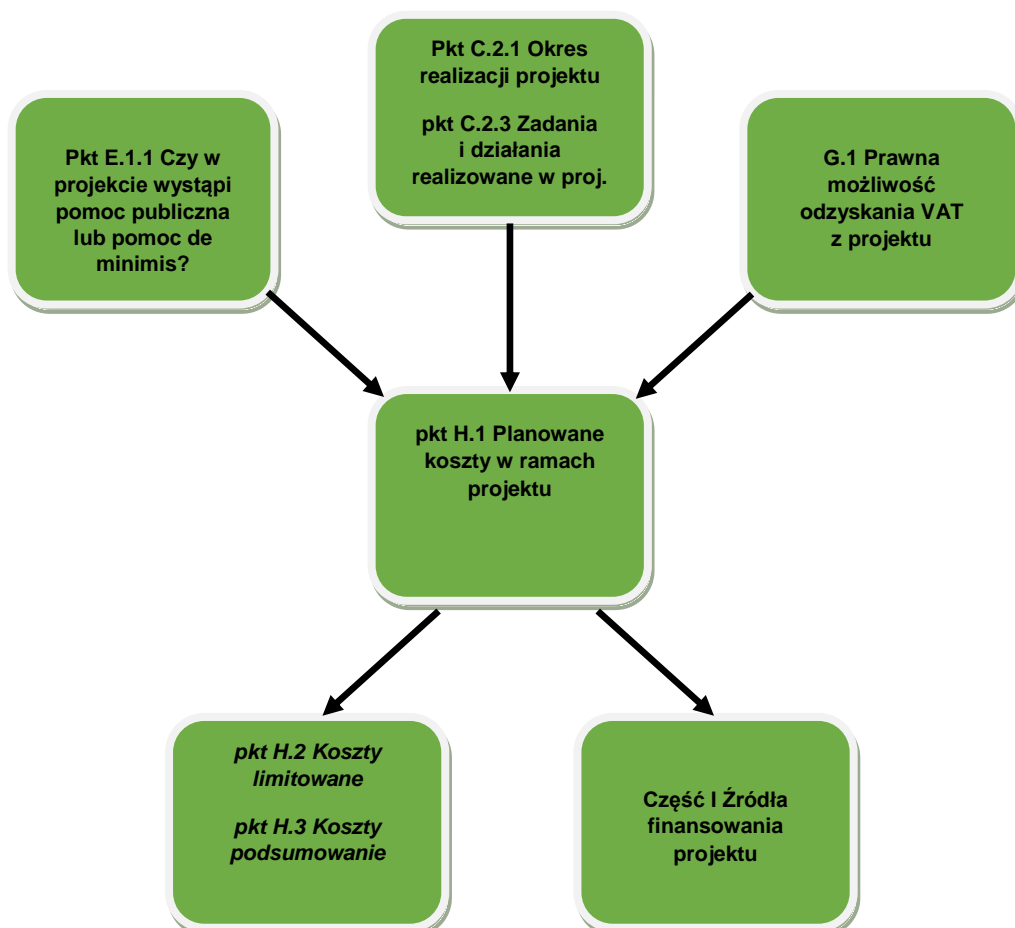 Pkt C.2.1 Okres
realizacji projektu
pkt C.2.3 Zadania
i działania
realizowane w proj.
Pkt E.1.1 Czy w
projekcie wystąpi
pomoc publiczna
lub pomoc de
minimis?
G.1 Prawna
możliwość
odzyskania VAT
z projektu
pkt H.1 Planowane
koszty w ramach
projektu
pkt H.2 Koszty
limitowane
pkt H.3 Koszty
podsumowanie
Część I Źródła
finansowania
projektu